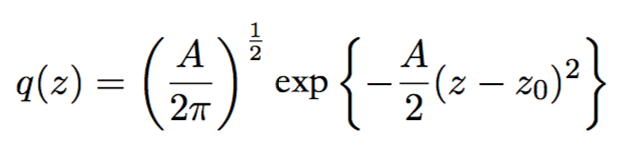 q(z) = (A/2π)^{1/2} exp{−A/2(z − z₀)²}